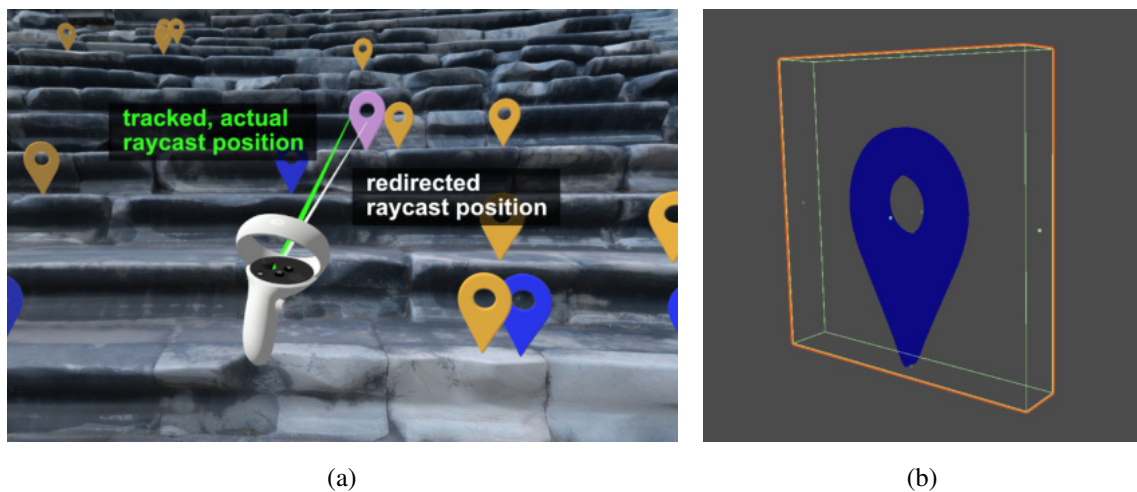 tracked, actual
raycast position
redirected
raycast position
(a)
(b)